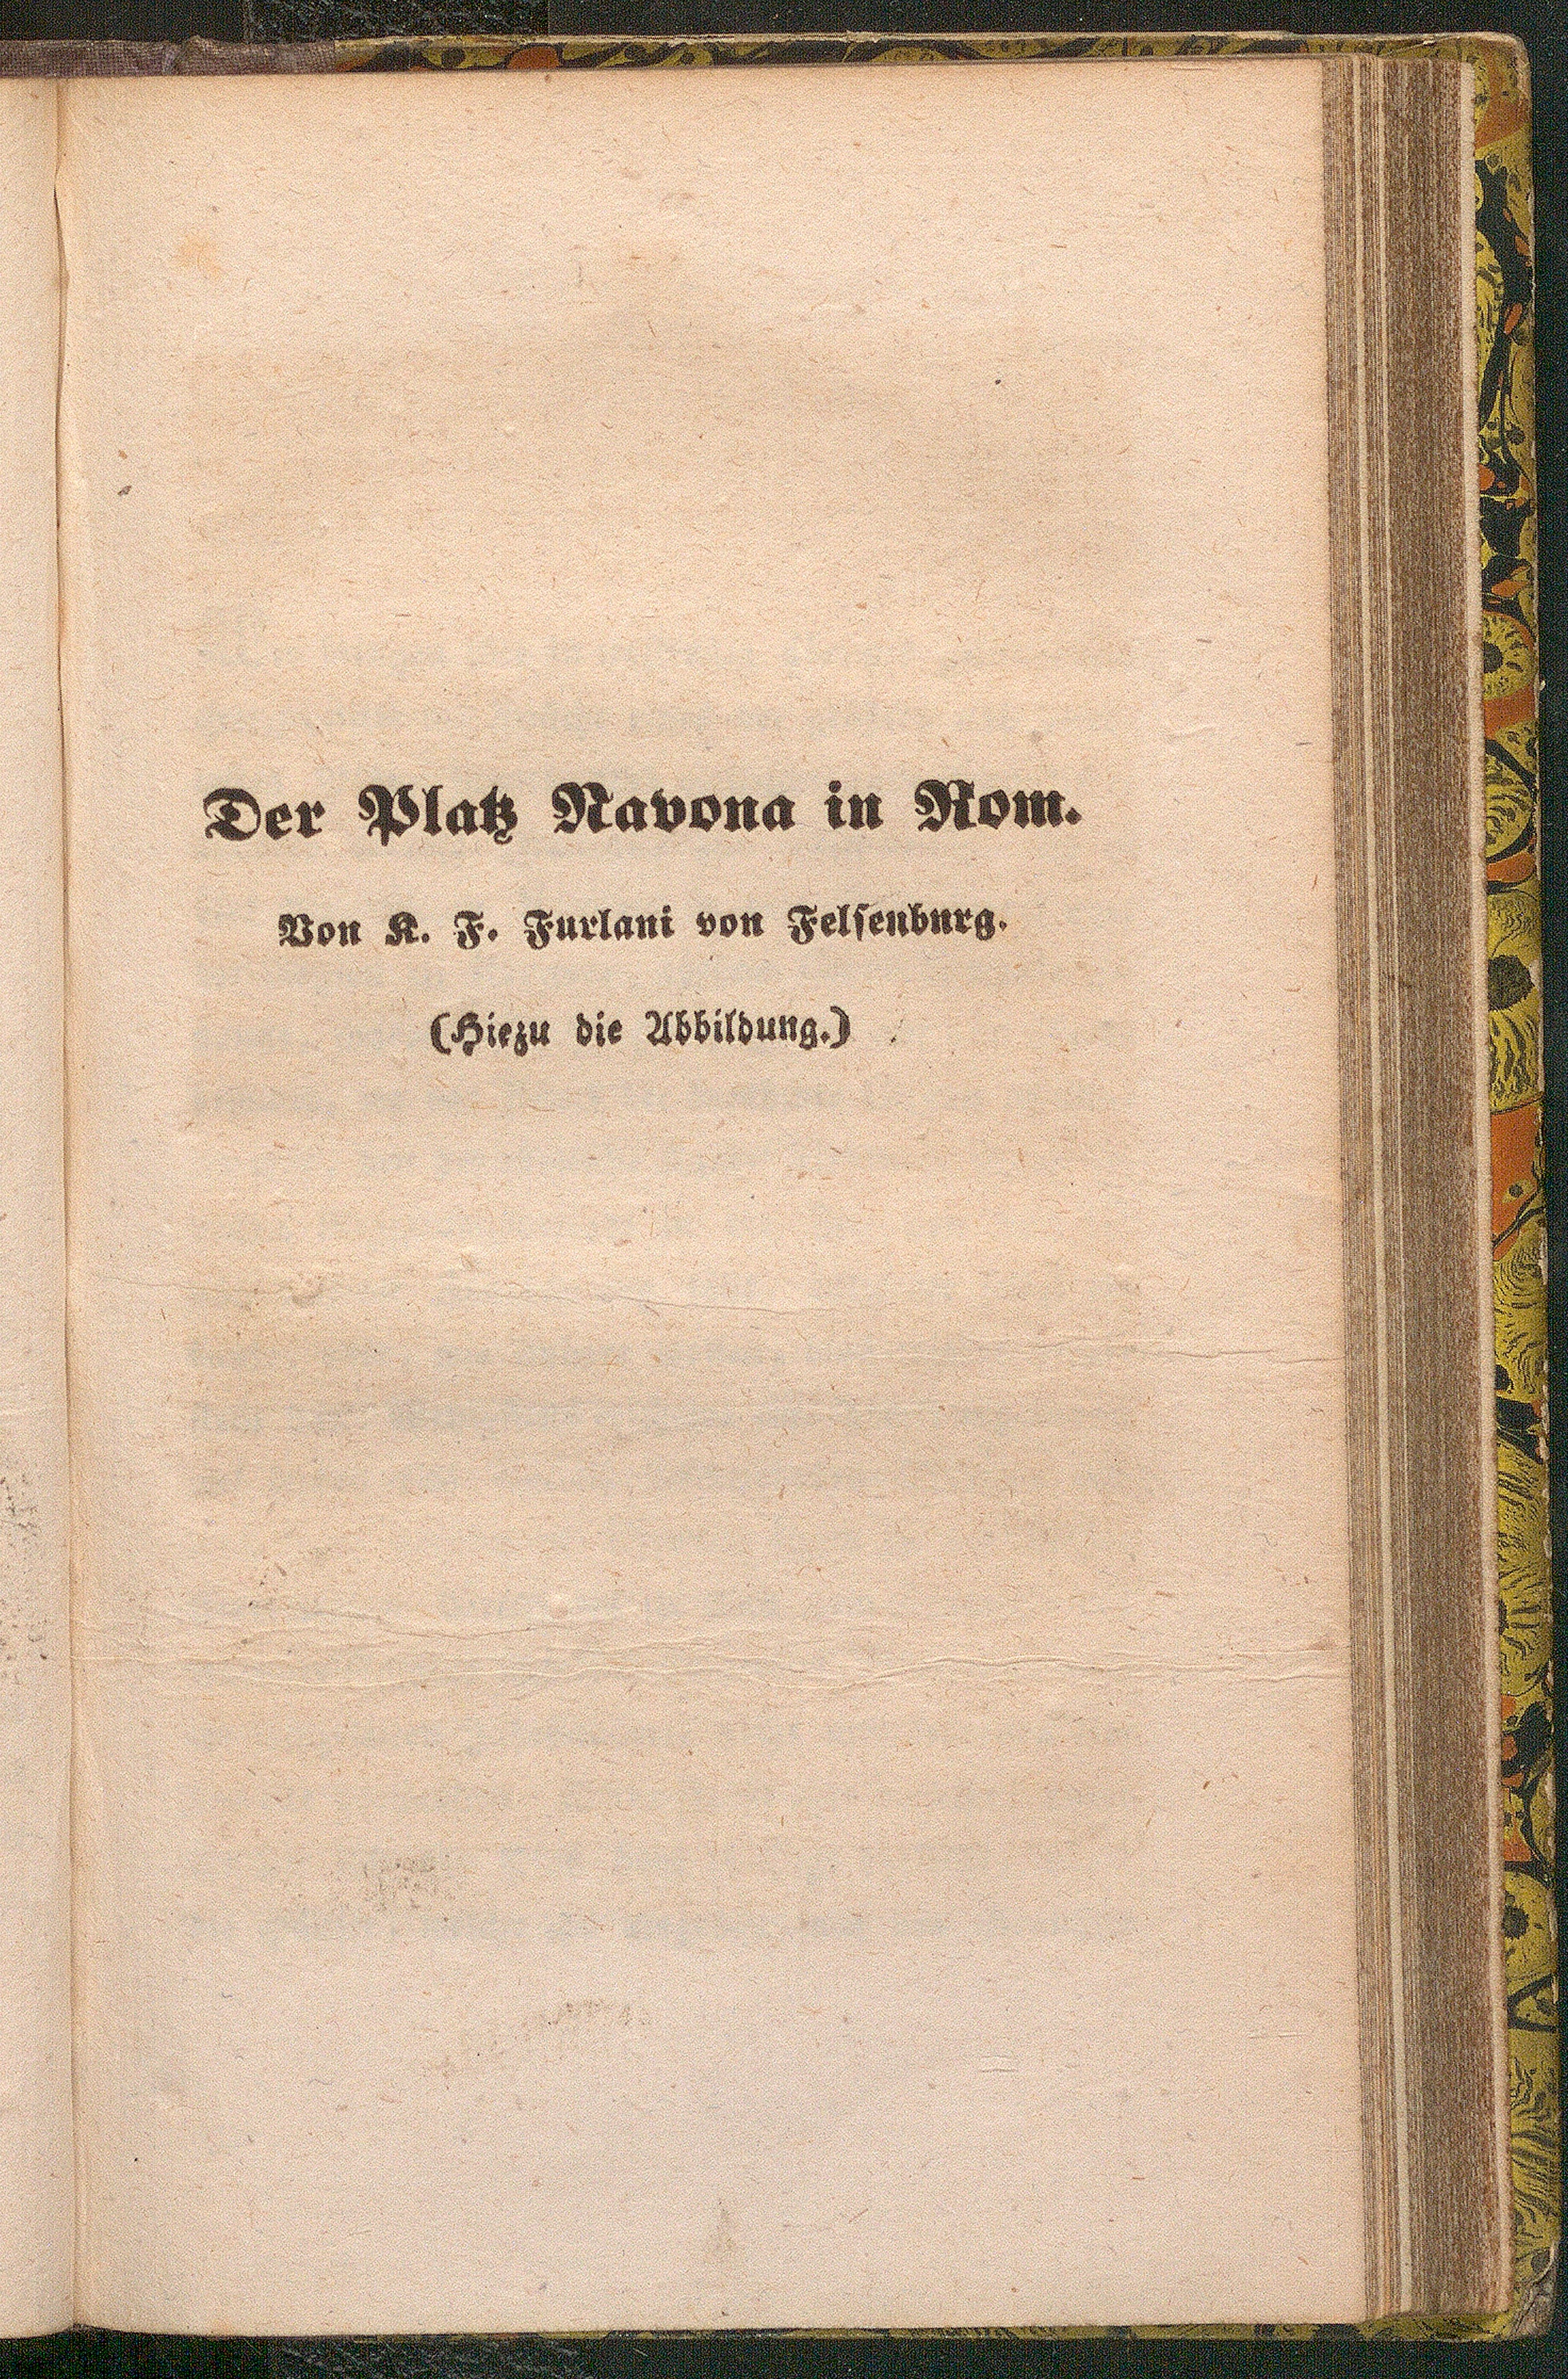 Der Platz Navona in Rom.
Von K. F. Furlani von Felsenburg.
(Hiezu die Abbildung.)